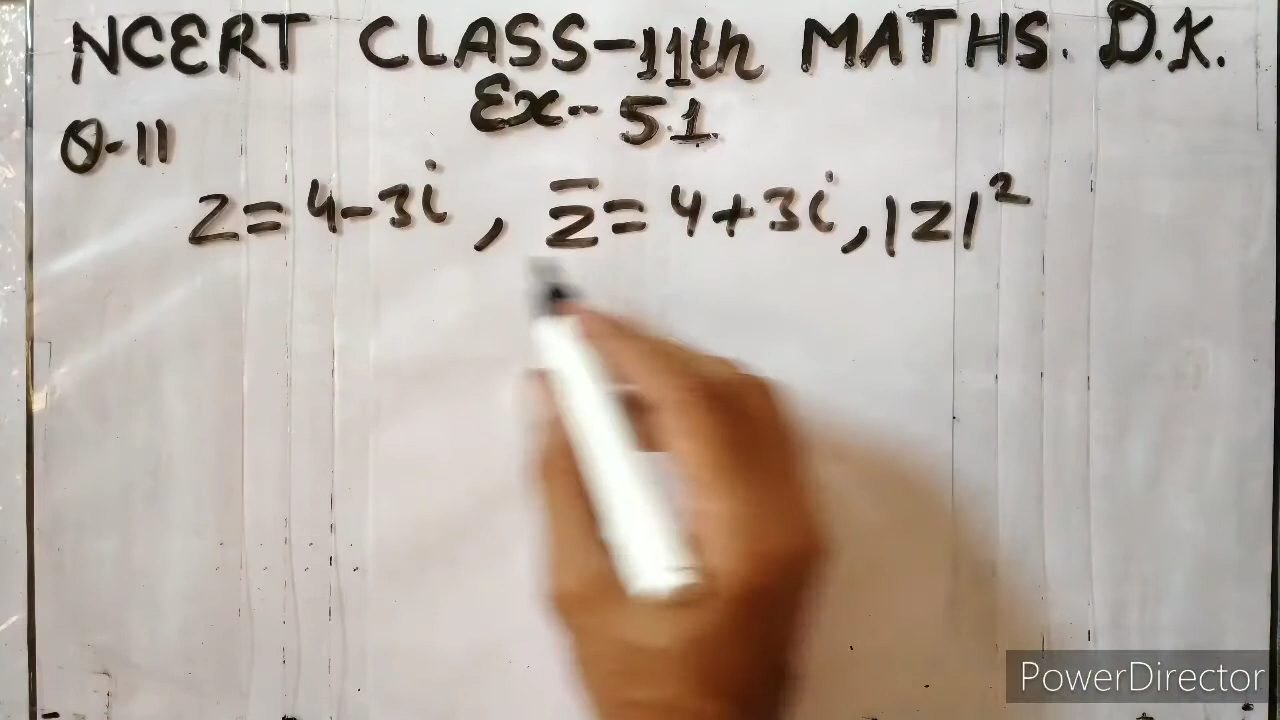 NCERT CLASS-11th MATHS. D.K.
Ex- 5.1
Q-11
z = 4-3i , z̅ = 4+3i, |z|²
PowerDirector